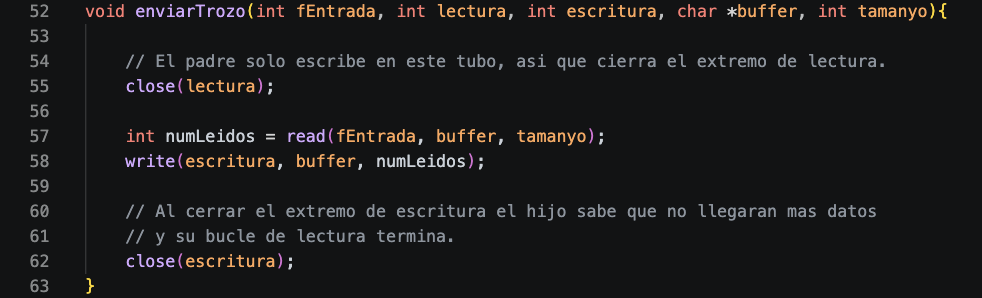 52 void enviarTrozo(int fEntrada, int lectura, int escritura, char *buffer, int tamanyo){
53
54 // El padre solo escribe en este tubo, asi que cierra el extremo de lectura.
55 close(lectura);
56
57 int numLeidos = read(fEntrada, buffer, tamanyo);
58 write(escritura, buffer, numLeidos);
59
60 // Al cerrar el extremo de escritura el hijo sabe que no llegaran mas datos
61 // y su bucle de lectura termina.
62 close(escritura);
63 }